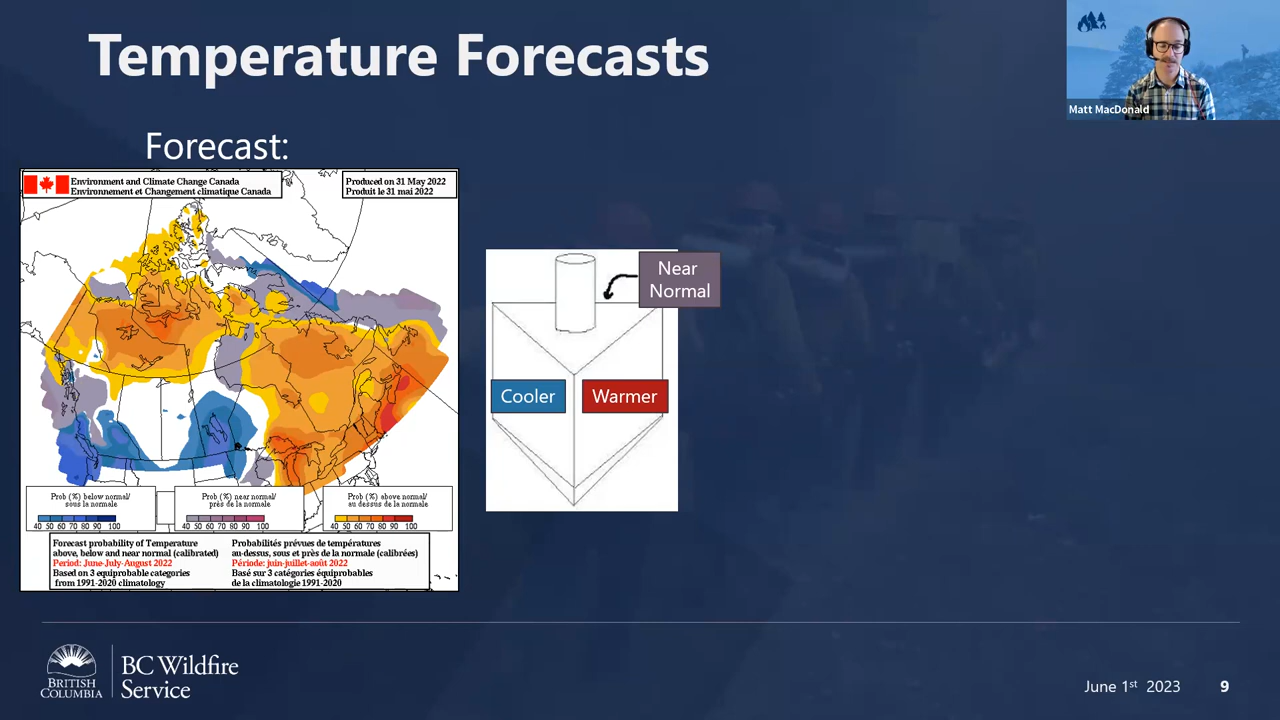 Temperature Forecasts
Matt MacDonald
Forecast:
Environment and Climate Change Canada
Environnement et Changement climatique Canada
Produced on 31 May 2022
Produit le 31 mai 2022
Near
Normal
Cooler
Warmer
Prob (%) below normal/
sous la normale
40 50 60 70 80 90 100
Prob (%) near normal/
près de la normale
40 50 60 70 80 90 100
Prob (%) above normal/
au dessus de la normale
40 50 60 70 80 90 100
Forecast probability of Temperature
above, below and near normal (calibrated)
Period: June-July-August 2022
Based on 3 equiprobable categories
from 1991-2020 climatology
Probabilités prévues de températures
au-dessus, sous et près de la normale (calibrées)
Période: juin-juillet-août 2022
Basé sur 3 catégories équiprobables
de la climatologie 1991-2020
BRITISH
COLUMBIA
BC Wildfire
Service
June 1st 2023
9